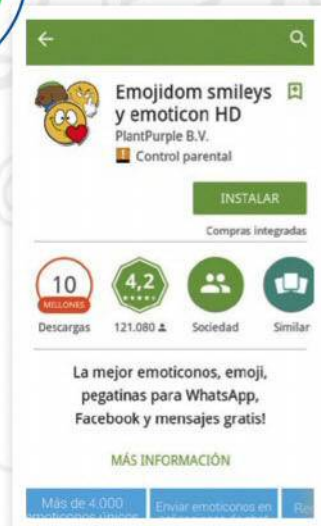 Emojidom smileys
y emoticon HD
PlantPurple B.V.
Control parental
INSTALAR
Compras integradas
10
MILLONES
4,2
Descargas
121.080
Sociedad
Similar
La mejor emoticonos, emoji,
pegatinas para WhatsApp,
Facebook y mensajes gratis!
MÁS INFORMACIÓN
Más de 4.000
emoticonos únicos
Enviar emoticonos en